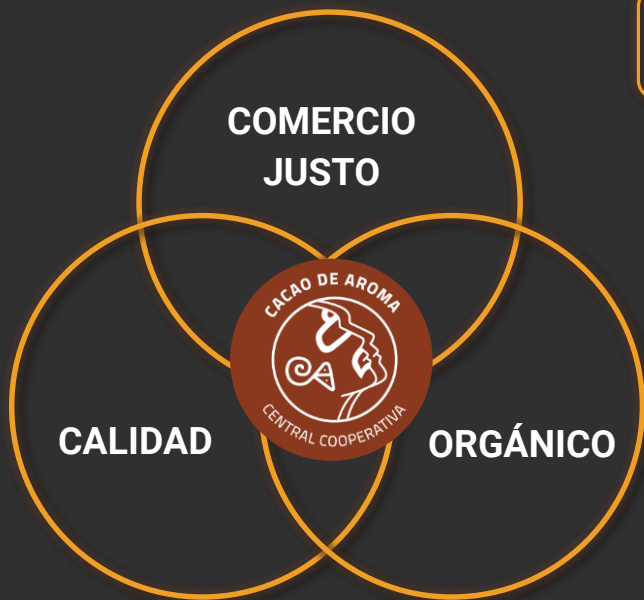 COMERCIO
JUSTO
CACAO DE AROMA
CENTRAL COOPERATIVA
CALIDAD
ORGÁNICO